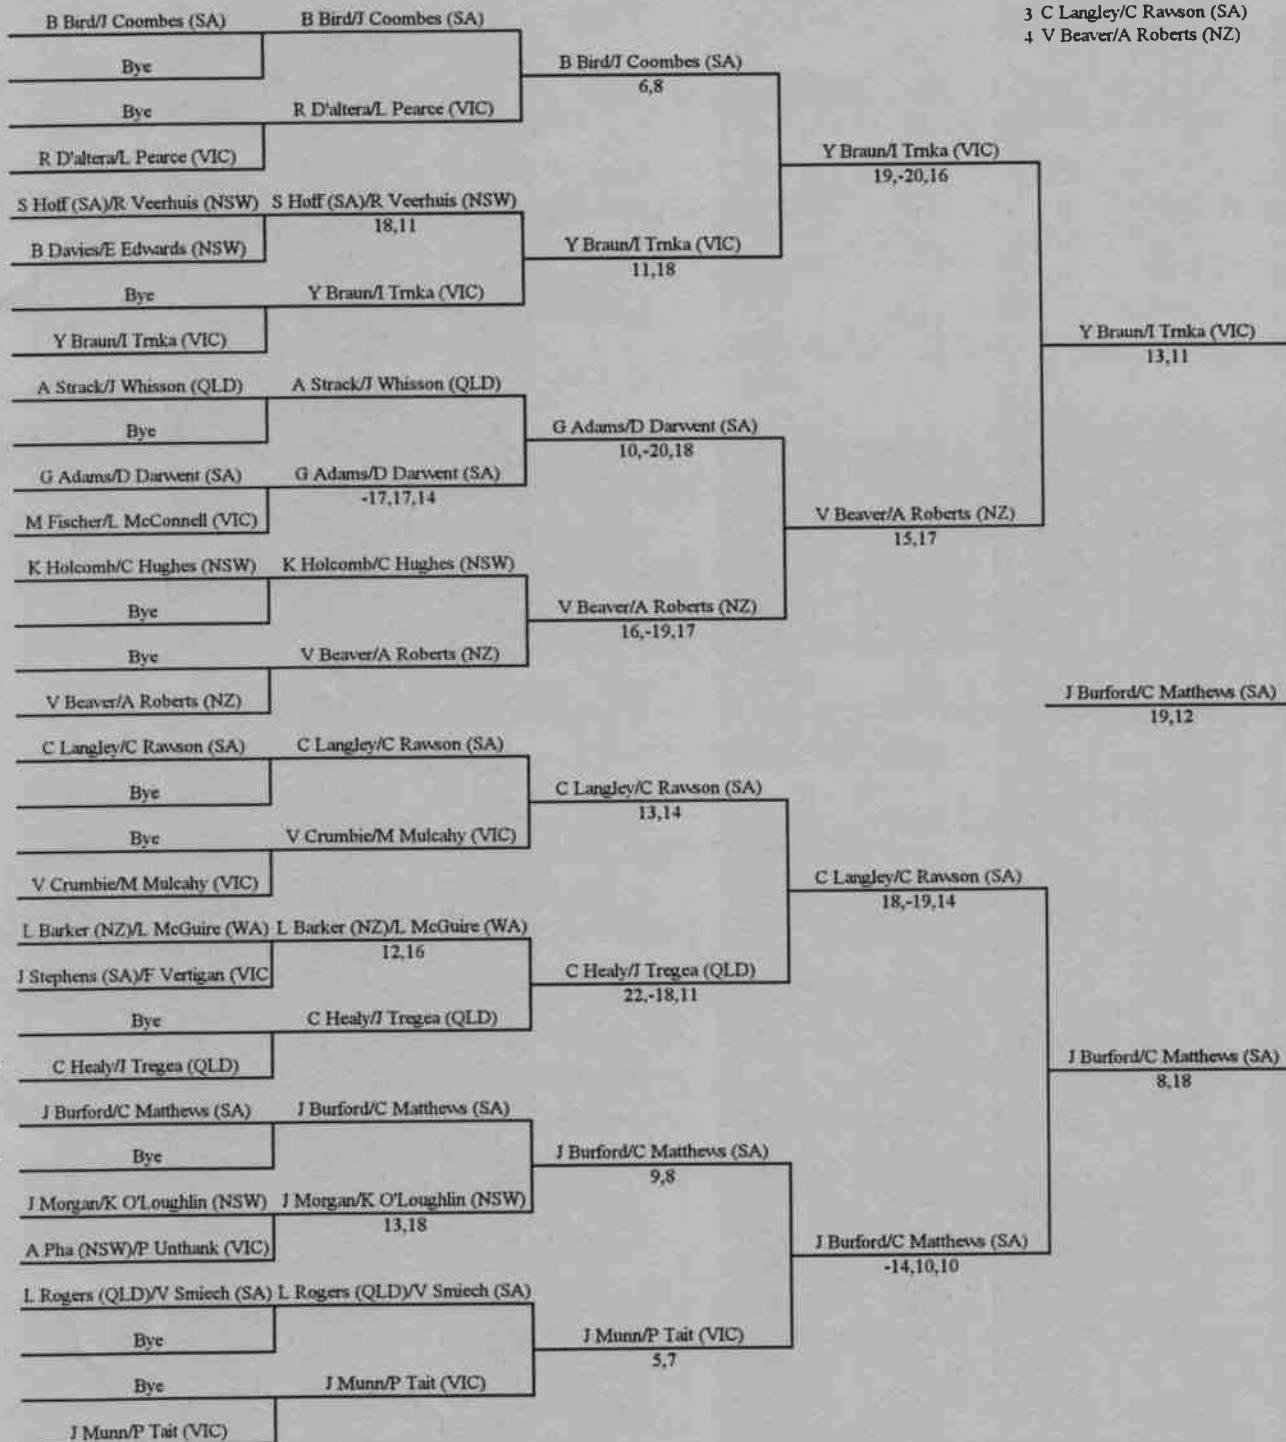 3 C Langley/C Rawson (SA)
4 V Beaver/A Roberts (NZ)
B Bird/J Coombes (SA) B Bird/J Coombes (SA)
Bye
B Bird/J Coombes (SA)
6,8
Bye R D'altera/L Pearce (VIC)
R D'altera/L Pearce (VIC)
Y Braun/I Trnka (VIC)
19,-20,16
S Hoff (SA)/R Veerhuis (NSW) S Hoff (SA)/R Veerhuis (NSW)
18,11
B Davies/E Edwards (NSW)
Y Braun/I Trnka (VIC)
11,18
Bye Y Braun/I Trnka (VIC)
Y Braun/I Trnka (VIC)
Y Braun/I Trnka (VIC)
13,11
A Strack/J Whisson (QLD) A Strack/J Whisson (QLD)
Bye
G Adams/D Darwent (SA)
10,-20,18
G Adams/D Darwent (SA) G Adams/D Darwent (SA)
-17,17,14
M Fischer/L McConnell (VIC)
V Beaver/A Roberts (NZ)
15,17
K Holcomb/C Hughes (NSW) K Holcomb/C Hughes (NSW)
Bye
V Beaver/A Roberts (NZ)
16,-19,17
Bye V Beaver/A Roberts (NZ)
V Beaver/A Roberts (NZ)
J Burford/C Matthews (SA)
19,12
C Langley/C Rawson (SA) C Langley/C Rawson (SA)
Bye
C Langley/C Rawson (SA)
13,14
Bye V Crumbie/M Mulcahy (VIC)
V Crumbie/M Mulcahy (VIC)
C Langley/C Rawson (SA)
18,-19,14
L Barker (NZ)/L McGuire (WA) L Barker (NZ)/L McGuire (WA)
12,16
J Stephens (SA)/F Vertigan (VIC
C Healy/J Tregea (QLD)
22,-18,11
Bye C Healy/J Tregea (QLD)
C Healy/J Tregea (QLD)
J Burford/C Matthews (SA)
8,18
J Burford/C Matthews (SA) J Burford/C Matthews (SA)
Bye
J Burford/C Matthews (SA)
9,8
J Morgan/K O'Loughlin (NSW) J Morgan/K O'Loughlin (NSW)
13,18
A Pha (NSW)/P Unthank (VIC)
J Burford/C Matthews (SA)
-14,10,10
L Rogers (QLD)/V Smiech (SA) L Rogers (QLD)/V Smiech (SA)
Bye
J Munn/P Tait (VIC)
5,7
Bye J Munn/P Tait (VIC)
J Munn/P Tait (VIC)